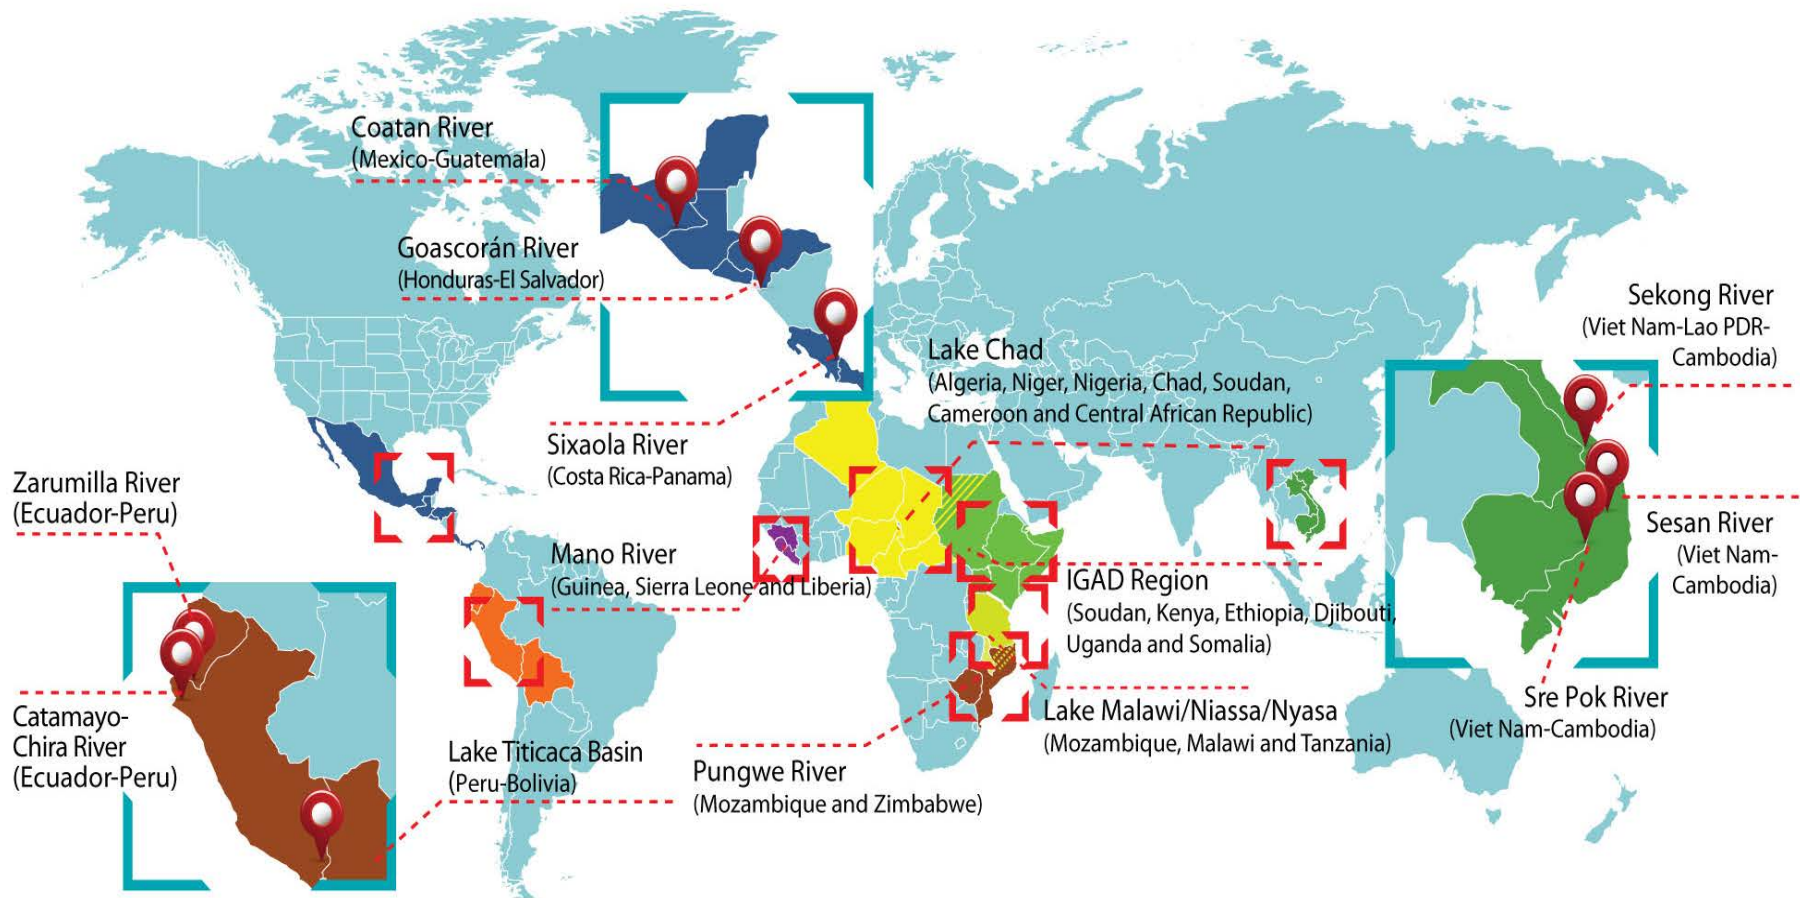 Coatan River
(Mexico-Guatemala)
Goascorán River
(Honduras-El Salvador)
Sixaola River
(Costa Rica-Panama)
Lake Chad
(Algeria, Niger, Nigeria, Chad, Soudan,
Cameroon and Central African Republic)
Sekong River
(Viet Nam-Lao PDR-
Cambodia)
Zarumilla River
(Ecuador-Peru)
Mano River
(Guinea, Sierra Leone and Liberia)
IGAD Region
(Soudan, Kenya, Ethiopia, Djibouti,
Uganda and Somalia)
Sesan River
(Viet Nam-
Cambodia)
Catamayo-
Chira River
(Ecuador-Peru)
Lake Titicaca Basin
(Peru-Bolivia)
Pungwe River
(Mozambique and Zimbabwe)
Lake Malawi/Niassa/Nyasa
(Mozambique, Malawi and Tanzania)
Sre Pok River
(Viet Nam-Cambodia)